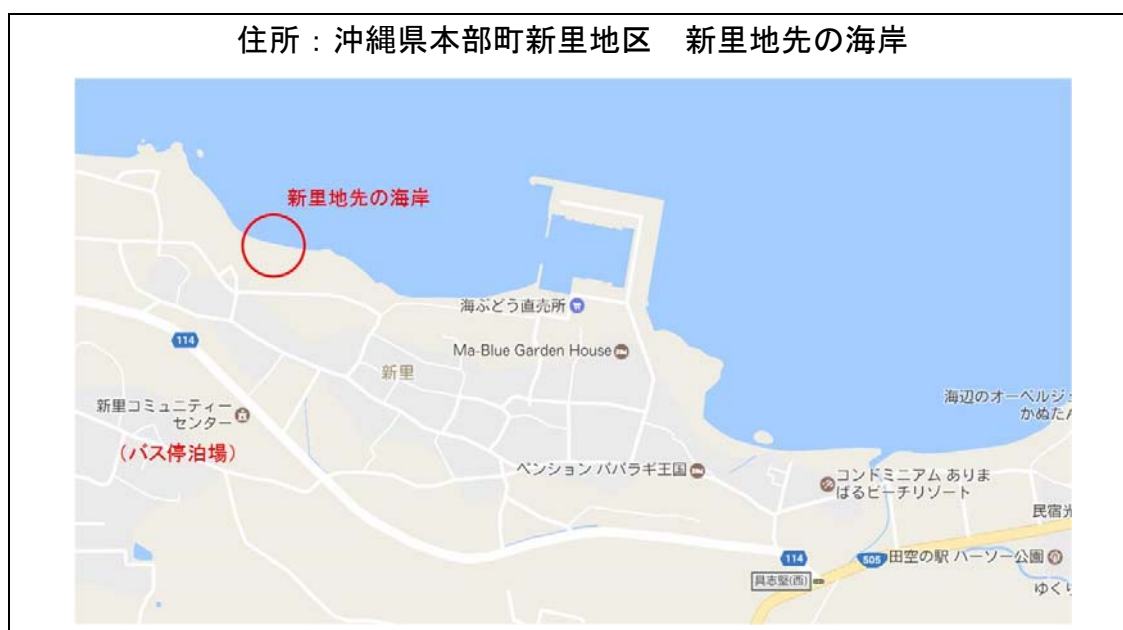 住所：沖縄県本部町新里地区　新里地先の海岸
新里地先の海岸
海ぶどう直売所
114
Ma-Blue Garden House
新里
海辺のオーベルジュ
かぬたん
新里コミュニティー
センター
（バス停泊場）
ペンション パパラギ王国
コンドミニアム ありま
ばるビーチリゾート
民宿光
114
505
田空の駅 ハーソー公園
具志堅(西)
ゆくり